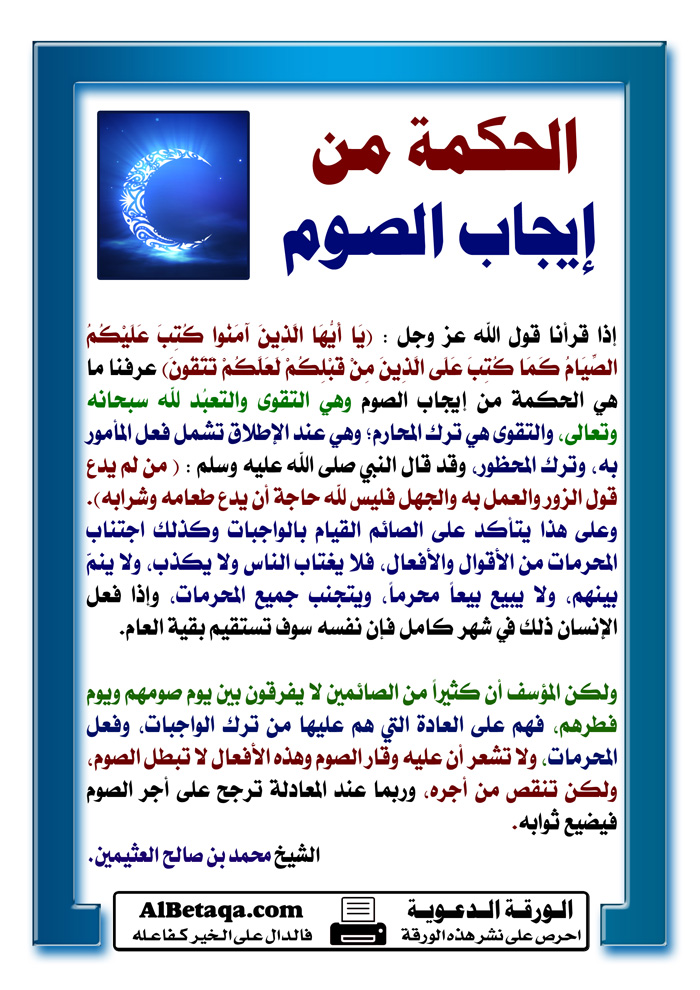 الحكمة من
إيجاب الصوم
إذا قرأنا قول الله عز وجل : (يَا أَيُّهَا الَّذِينَ آمَنُوا كُتِبَ عَلَيْكُمُ
الصِّيَامُ كَمَا كُتِبَ عَلَى الَّذِينَ مِنْ قَبْلِكُمْ لَعَلَّكُمْ تَتَّقُونَ) عرفنا ما
هي الحكمة من إيجاب الصوم وهي التقوى والتعبُد لله سبحانه
وتعالى، والتقوى هي ترك المحارم؛ وهي عند الإطلاق تشمل فعل المأمور
به، وترك المحظور، وقد قال النبي صلى الله عليه وسلم : ( من لم يدع
قول الزور والعمل به والجهل فليس لله حاجة أن يدع طعامه وشرابه).
وعلى هذا يتأكد على الصائم القيام بالواجبات وكذلك اجتناب
المحرمات من الأقوال والأفعال، فلا يغتاب الناس ولا يكذب، ولا ينمَ
بينهم، ولا يبيع بيعاً محرماً، ويتجنب جميع المحرمات، وإذا فعل
الإنسان ذلك في شهر كامل فإن نفسه سوف تستقيم بقية العام.
ولكن المؤسف أن كثيراً من الصائمين لا يفرقون بين يوم صومهم ويوم
فطرهم، فهم على العادة التي هم عليها من ترك الواجبات، وفعل
المحرمات، ولا تشعر أن عليه وقار الصوم وهذه الأفعال لا تبطل الصوم،
ولكن تنقص من أجره، وربما عند المعادلة ترجح على أجر الصوم
فيضيع ثوابه.
الشيخ محمد بن صالح العثيمين.
الورقة الدعوية
احرص على نشر هذه الورقة
AlBetaqa.com
فالدال على الخير كفاعله